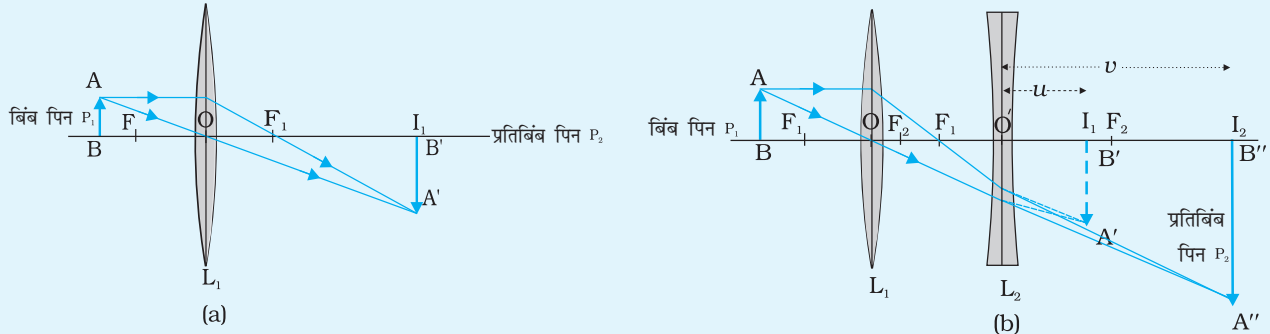 A
बिंब पिन P₁
F
O
F₁
I₁
प्रतिबिंब पिन P₂
B
B'
A'
L₁
(a)
v
u
A
बिंब पिन P₁
F₁
O
F₂
F₁
O'
I₁
F₂
I₂
B
B'
B''
A'
प्रतिबिंब
पिन P₂
L₁
L₂
A''
(b)